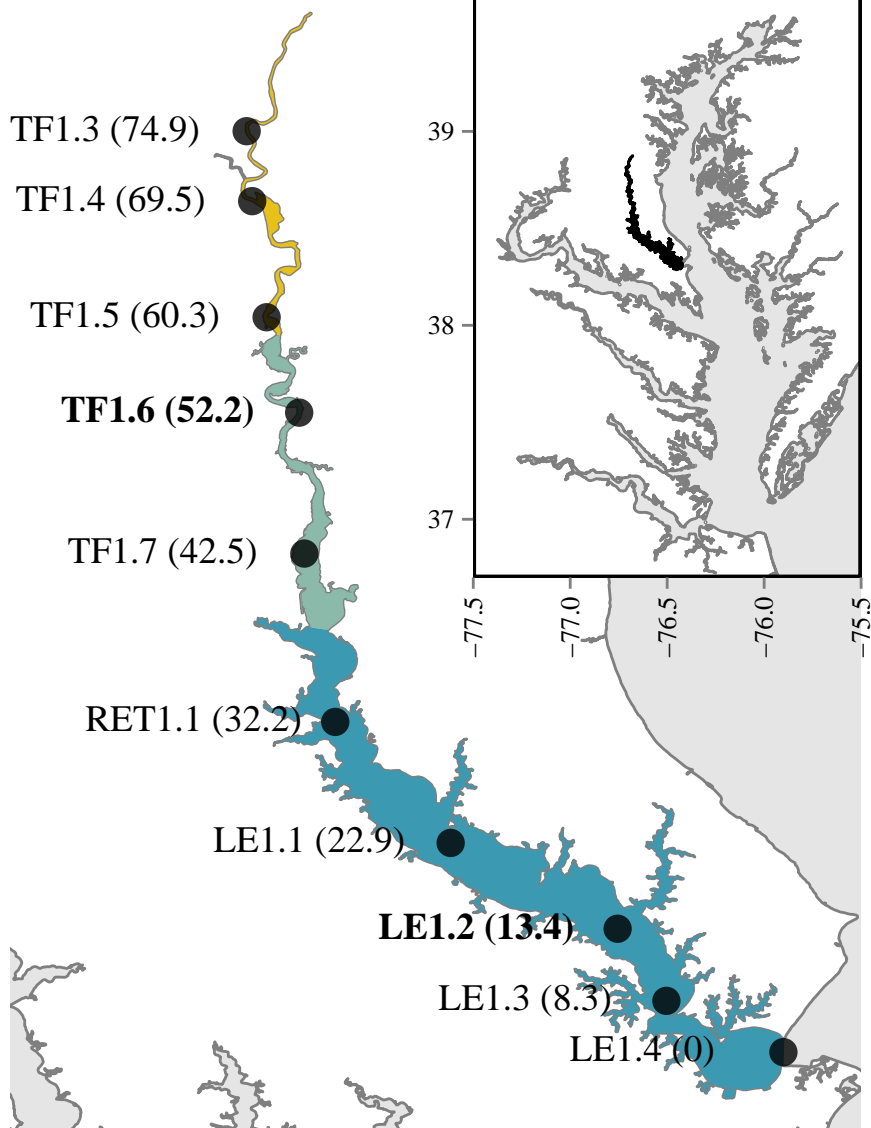 TF1.3 (74.9)
TF1.4 (69.5)
TF1.5 (60.3)
TF1.6 (52.2)
TF1.7 (42.5)
RET1.1 (32.2)
LE1.1 (22.9)
LE1.2 (13.4)
LE1.3 (8.3)
LE1.4 (0)
39
38
37
−77.5
−77.0
−76.5
−76.0
−75.5